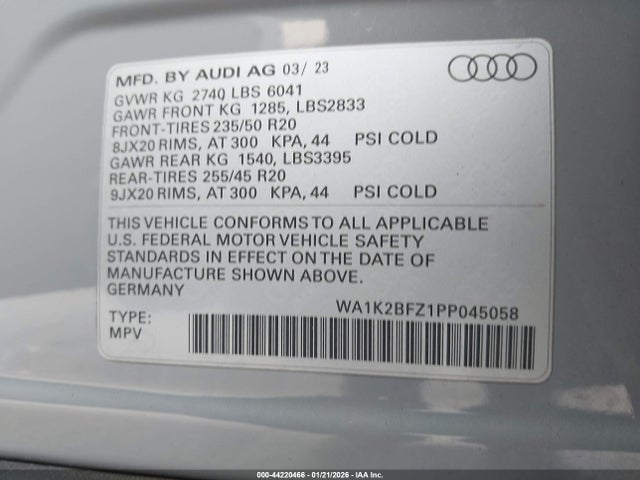 MFD. BY AUDI AG 03/ 23
GVWR KG 2740 LBS 6041
GAWR FRONT KG 1285, LBS2833
FRONT-TIRES 235/50 R20
8JX20 RIMS, AT 300 KPA, 44 PSI COLD
GAWR REAR KG 1540, LBS3395
REAR-TIRES 255/45 R20
9JX20 RIMS, AT 300 KPA, 44 PSI COLD
THIS VEHICLE CONFORMS TO ALL APPLICABLE
U.S. FEDERAL MOTOR VEHICLE SAFETY
STANDARDS IN EFFECT ON THE DATE OF
MANUFACTURE SHOWN ABOVE.
GERMANY
WA1K2BFZ1PP045058
TYPE:
MPV
000-44220466 | 01/21/2026 | IAA Inc.